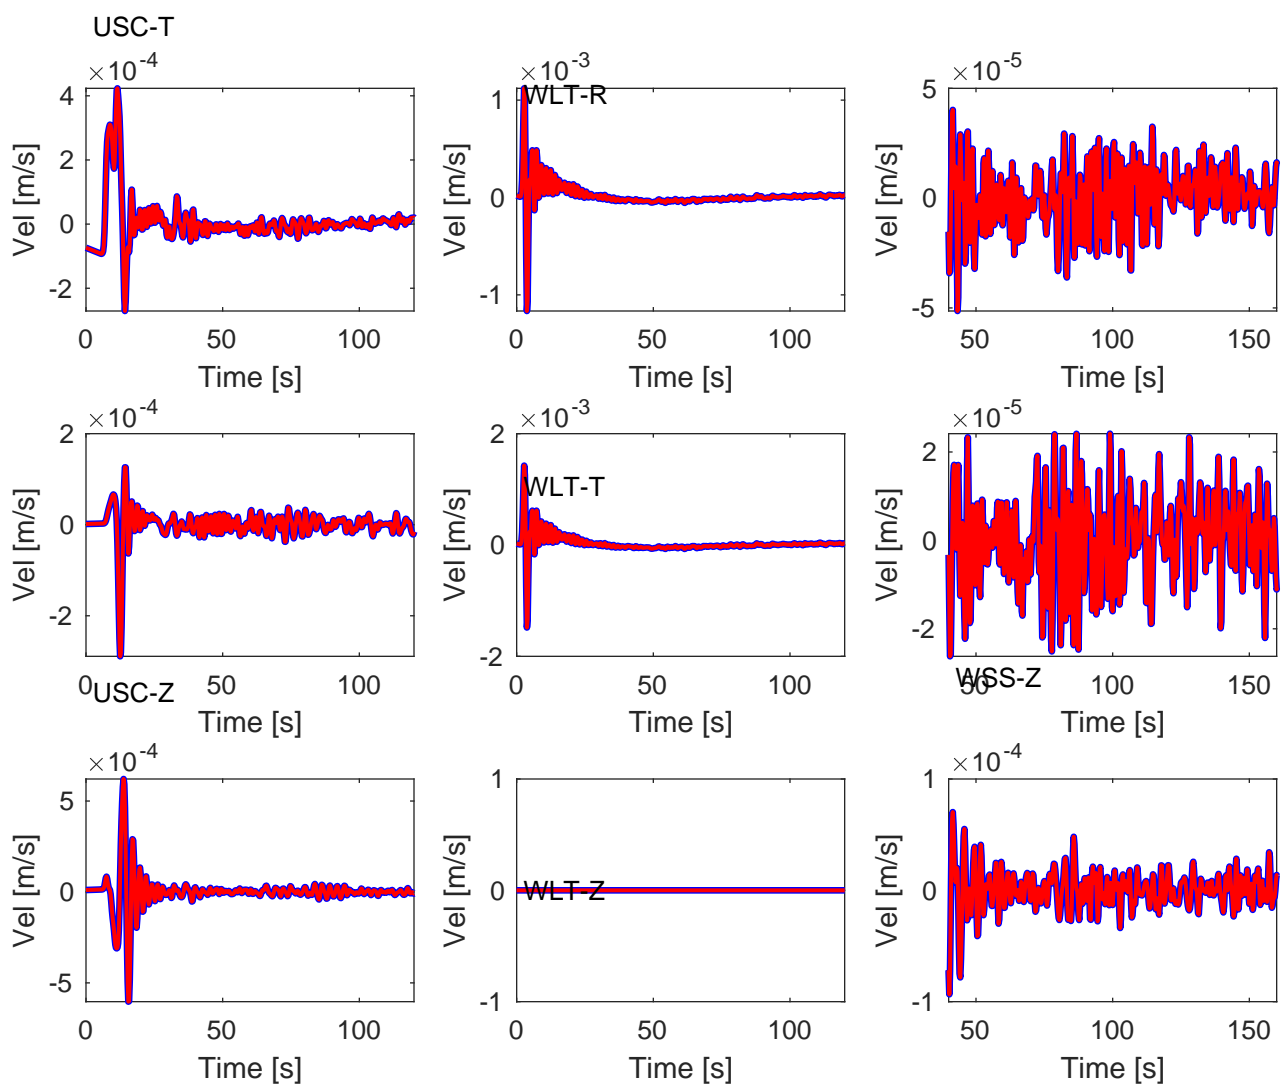 USC-T
×10-4
4
2
0
-2
Vel [m/s]
0 50 100
Time [s]
×10-3
WLT-R
1
0
-1
Vel [m/s]
0 50 100
Time [s]
×10-5
5
0
-5
Vel [m/s]
50 100 150
Time [s]
×10-4
2
0
-2
Vel [m/s]
0 50 100
Time [s]
×10-3
2
WLT-T
0
-2
Vel [m/s]
0 50 100
Time [s]
×10-5
2
0
-2
Vel [m/s]
50 100 150
Time [s]
USC-Z
×10-4
5
0
-5
Vel [m/s]
0 50 100
Time [s]
1
0
WLT-Z
-1
Vel [m/s]
0 50 100
Time [s]
WSS-Z
×10-4
1
0
-1
Vel [m/s]
50 100 150
Time [s]